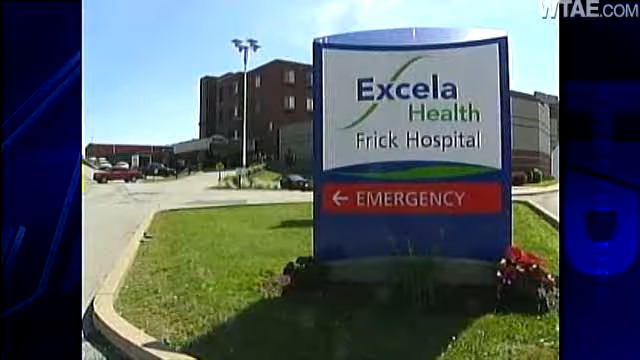 WTAE.COM
Excela
Health
Frick Hospital
← EMERGENCY